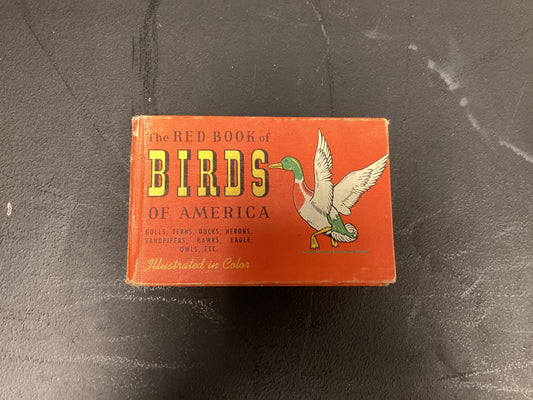 The RED BOOK of
BIRDS
OF AMERICA
GULLS, TERNS, DUCKS, HERONS,
SANDPIPERS, HAWKS, EAGLE,
OWLS, ETC.
Illustrated in Color